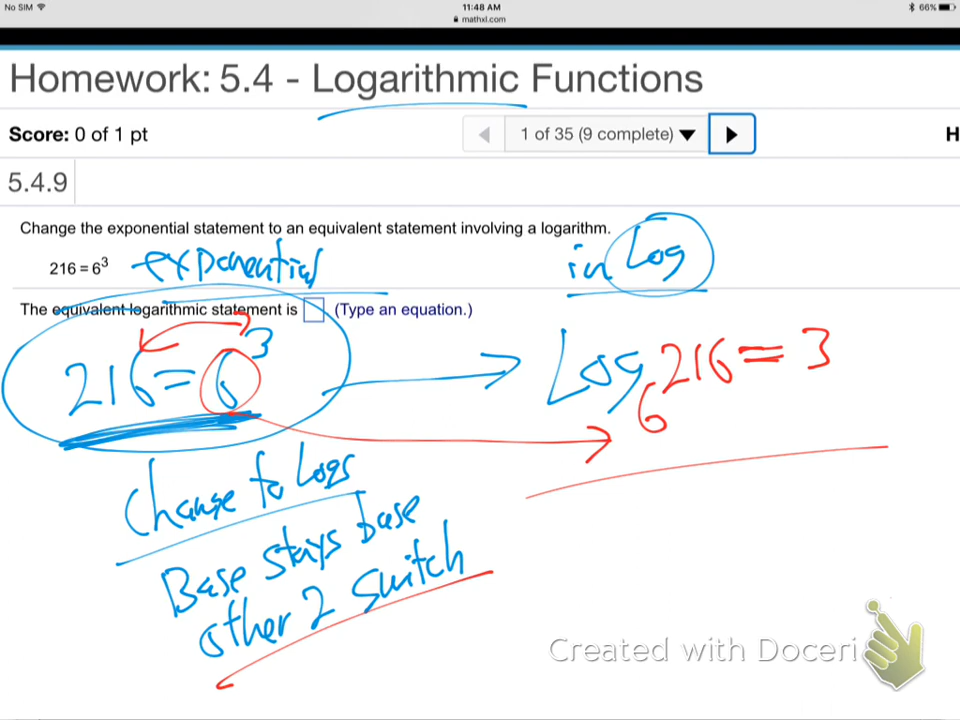 No SIM 11:48 AM 66%
mathxl.com
Homework: 5.4 - Logarithmic Functions
Score: 0 of 1 pt 1 of 35 (9 complete) H
5.4.9
Change the exponential statement to an equivalent statement involving a logarithm.
216 = 6³ exponential in Log
The equivalent logarithmic statement is (Type an equation.)
216 = 6³ Log₆216 = 3
Change to Logs
Base stays base
other 2 switch
Created with Doceri